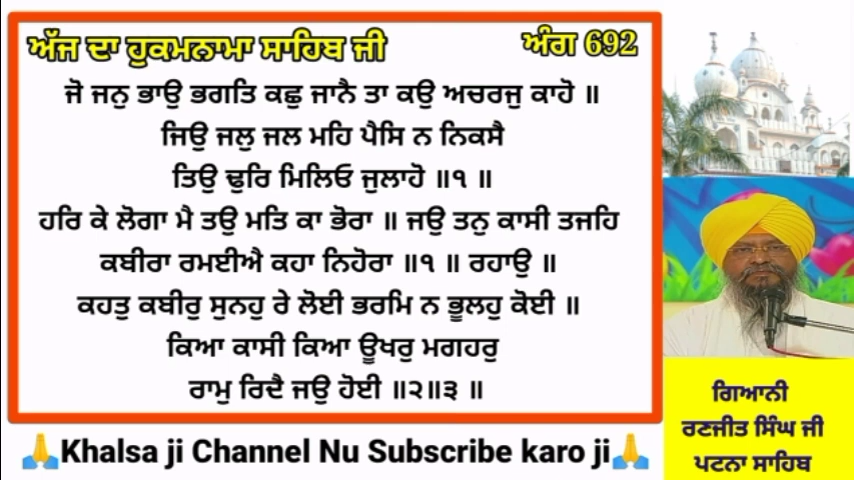 ਅੱਜ ਦਾ ਹੁਕਮਨਾਮਾ ਸਾਹਿਬ ਜੀ
ਅੰਗ 692
ਜੋ ਜਨੁ ਭਾਉ ਭਗਤਿ ਕਛੁ ਜਾਨੈ ਤਾ ਕਉ ਅਚਰਜੁ ਕਾਹੋ ॥
ਜਿਉ ਜਲੁ ਜਲ ਮਹਿ ਪੈਸਿ ਨ ਨਿਕਸੈ
ਤਿਉ ਢੁਰਿ ਮਿਲਿਓ ਜੁਲਾਹੋ ॥੧ ॥
ਹਰਿ ਕੇ ਲੋਗਾ ਮੈ ਤਉ ਮਤਿ ਕਾ ਭੋਰਾ ॥ ਜਉ ਤਨੁ ਕਾਸੀ ਤਜਹਿ
ਕਬੀਰਾ ਰਮਈਐ ਕਹਾ ਨਿਹੋਰਾ ॥੧ ॥ ਰਹਾਉ ॥
ਕਹਤੁ ਕਬੀਰੁ ਸੁਨਹੁ ਰੇ ਲੋਈ ਭਰਮਿ ਨ ਭੂਲਹੁ ਕੋਈ ॥
ਕਿਆ ਕਾਸੀ ਕਿਆ ਊਖਰੁ ਮਗਹਰੁ
ਰਾਮੁ ਰਿਦੈ ਜਉ ਹੋਈ ॥੨॥੩ ॥
🙏Khalsa ji Channel Nu Subscribe karo ji🙏
ਗਿਆਨੀ
ਰਣਜੀਤ ਸਿੰਘ ਜੀ
ਪਟਨਾ ਸਾਹਿਬ